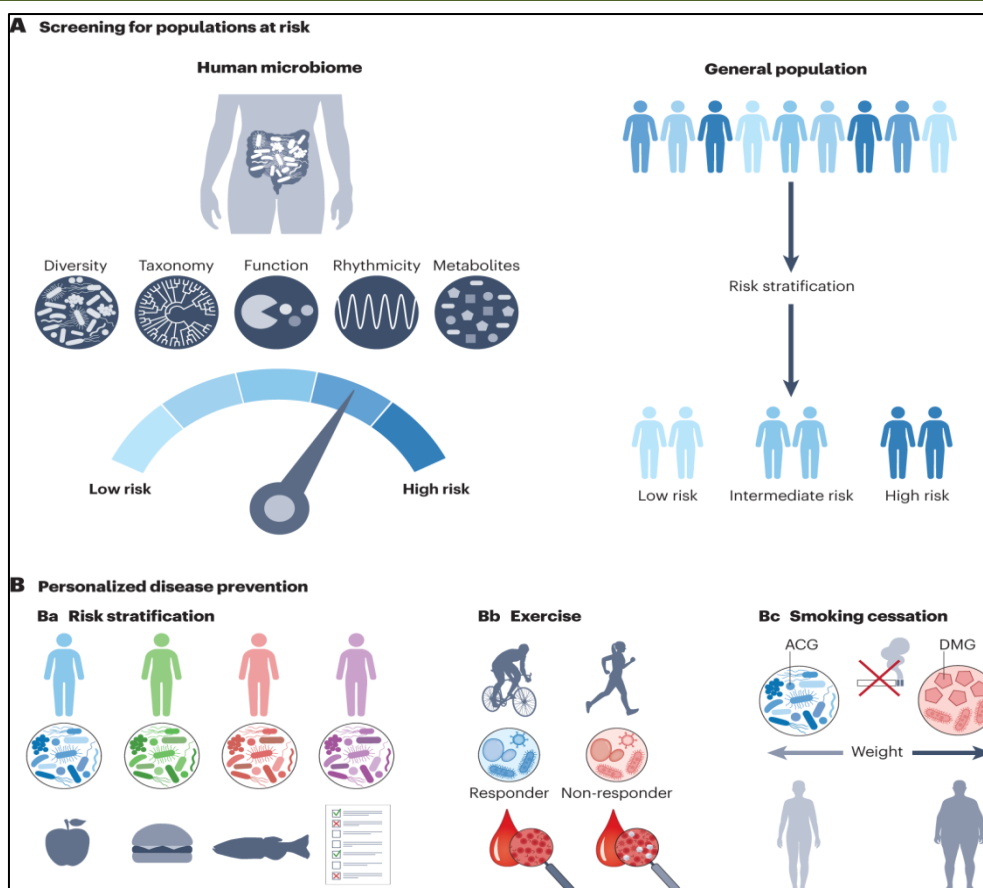 A Screening for populations at risk
Human microbiome
General population
Diversity Taxonomy Function Rhythmicity Metabolites
Risk stratification
Low risk
High risk
Low risk Intermediate risk High risk
B Personalized disease prevention
Ba Risk stratification
Bb Exercise
Bc Smoking cessation
ACG
DMG
Weight
Responder Non-responder